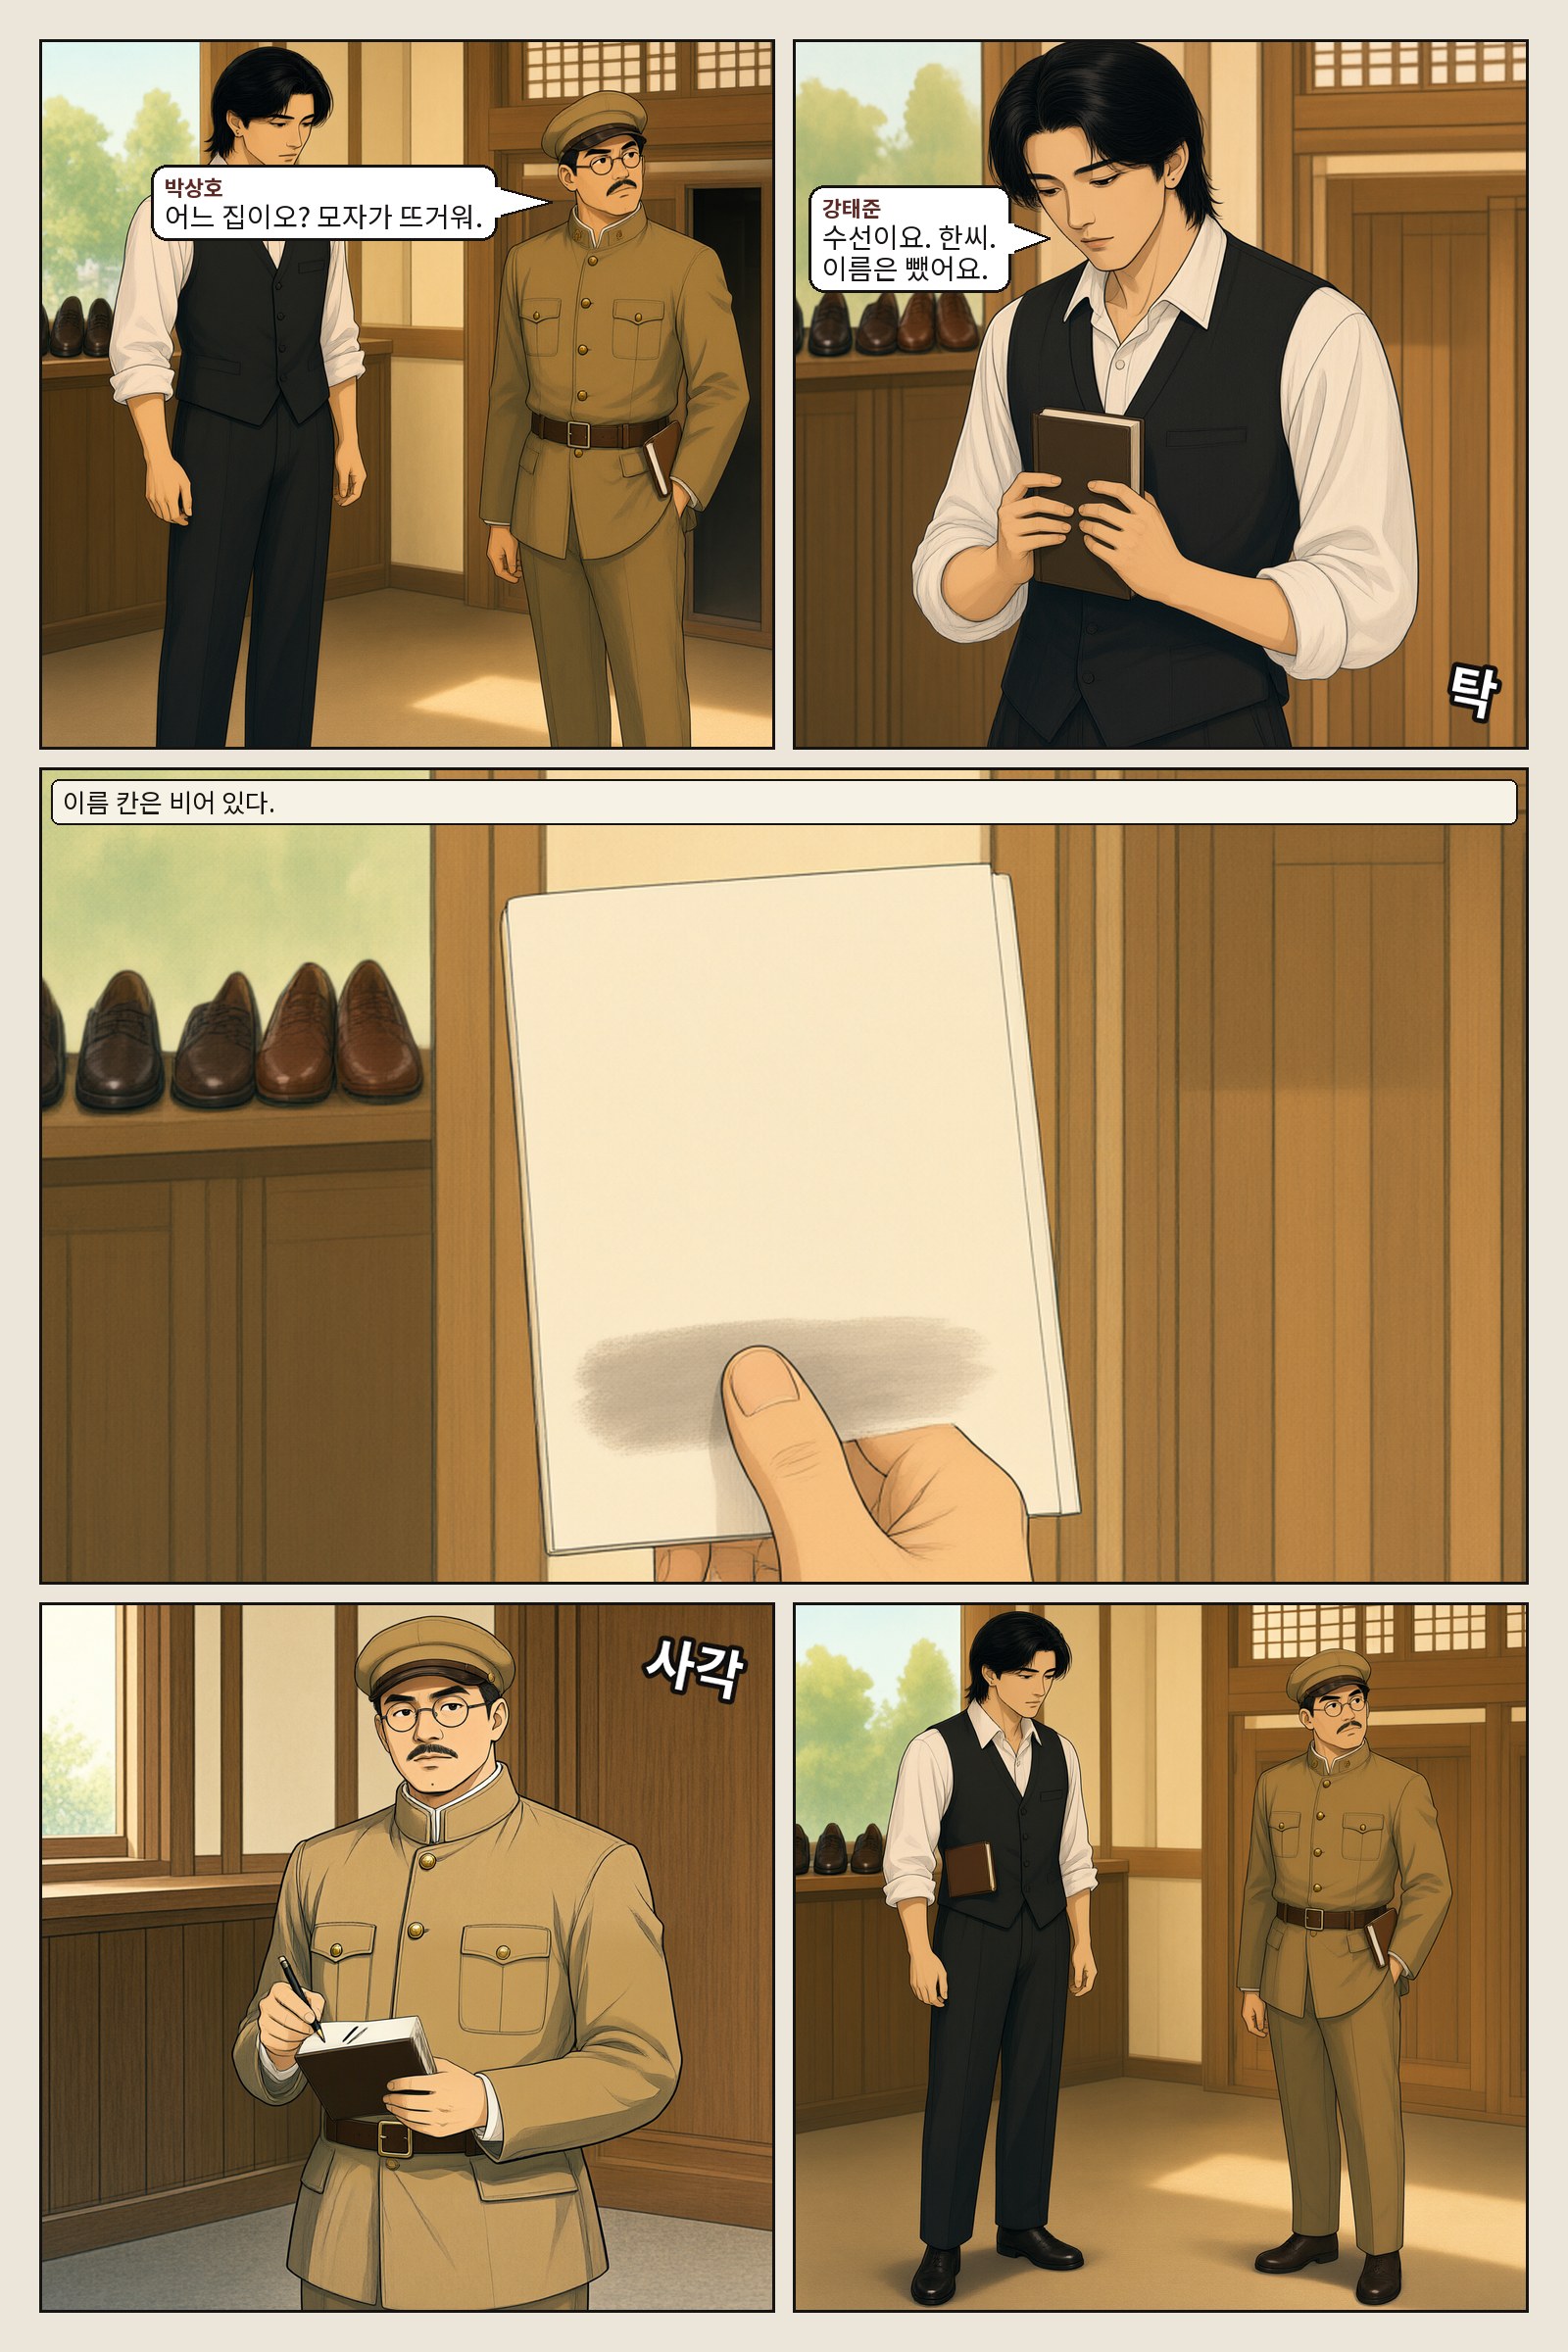 박상호
어느 집이오? 모자가 뜨거워.
강태준
수선이요. 한씨.
이름은 뺐어요.
탁
이름 칸은 비어 있다.
사각